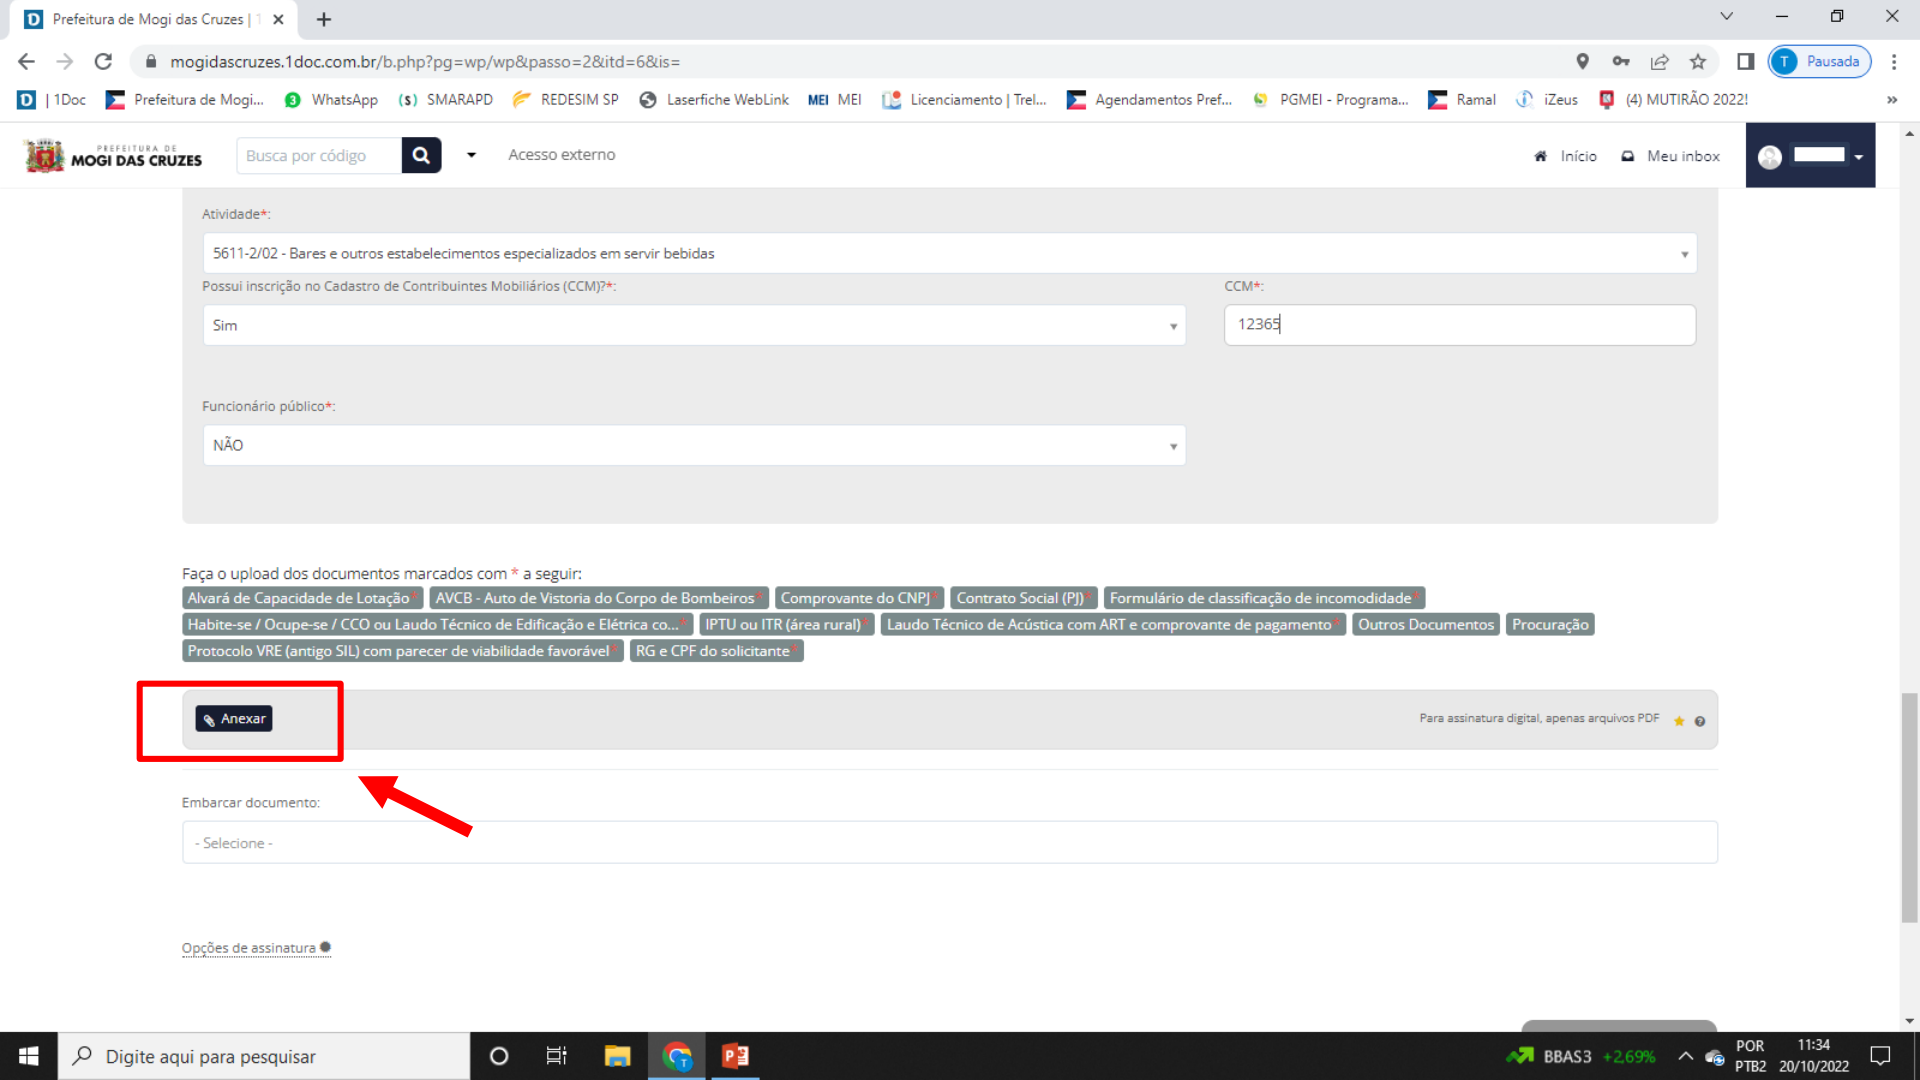 Prefeitura de Mogi das Cruzes |
mogidascruzes.1doc.com.br/b.php?pg=wp/wp&passo=2&itd=6&is=
T Pausada
| 1Doc Prefeitura de Mogi... WhatsApp SMARAPD REDESIM SP Laserfiche WebLink MEI MEI Licenciamento | Trel... Agendamentos Pref... PGMEI - Programa... Ramal iZeus (4) MUTIRÃO 2022!
PREFEITURA DE
MOGI DAS CRUZES
Busca por código
Acesso externo
Início
Meu inbox
Atividade*:
5611-2/02 - Bares e outros estabelecimentos especializados em servir bebidas
Possui inscrição no Cadastro de Contribuintes Mobiliários (CCM)?*:
CCM*:
Sim
12365
Funcionário público*:
NÃO
Faça o upload dos documentos marcados com * a seguir:
Alvará de Capacidade de Lotação* AVCB - Auto de Vistoria do Corpo de Bombeiros* Comprovante do CNPJ* Contrato Social (PJ)* Formulário de classificação de incomodidade*
Habite-se / Ocupe-se / CCO ou Laudo Técnico de Edificação e Elétrica co...* IPTU ou ITR (área rural)* Laudo Técnico de Acústica com ART e comprovante de pagamento* Outros Documentos Procuração
Protocolo VRE (antigo SIL) com parecer de viabilidade favorável* RG e CPF do solicitante*
Anexar
Para assinatura digital, apenas arquivos PDF
Embarcar documento:
- Selecione -
Opções de assinatura
Digite aqui para pesquisar
BBAS3 +2,69%
POR
PTB2
11:34
20/10/2022